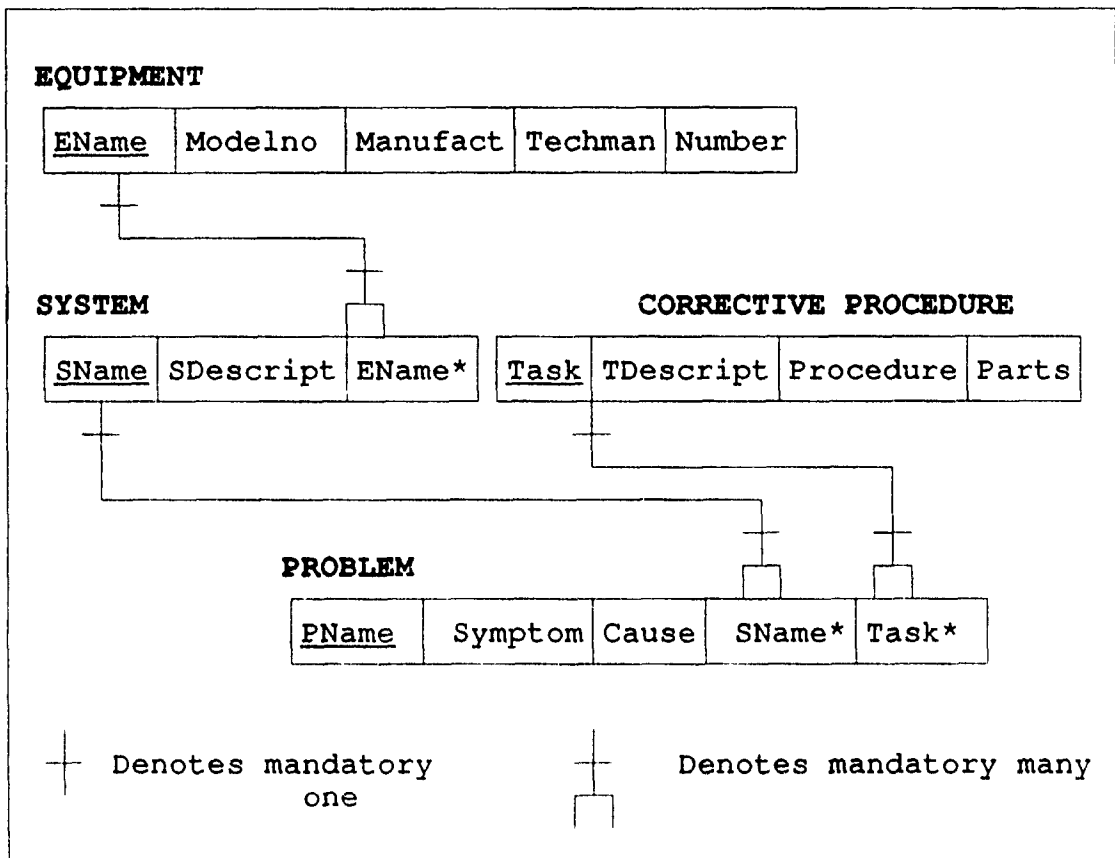 EQUIPMENT
EName Modelno Manufact Techman Number
SYSTEM
SName SDescript EName*
CORRECTIVE PROCEDURE
Task TDescript Procedure Parts
PROBLEM
PName Symptom Cause SName* Task*
Denotes mandatory
one
Denotes mandatory many